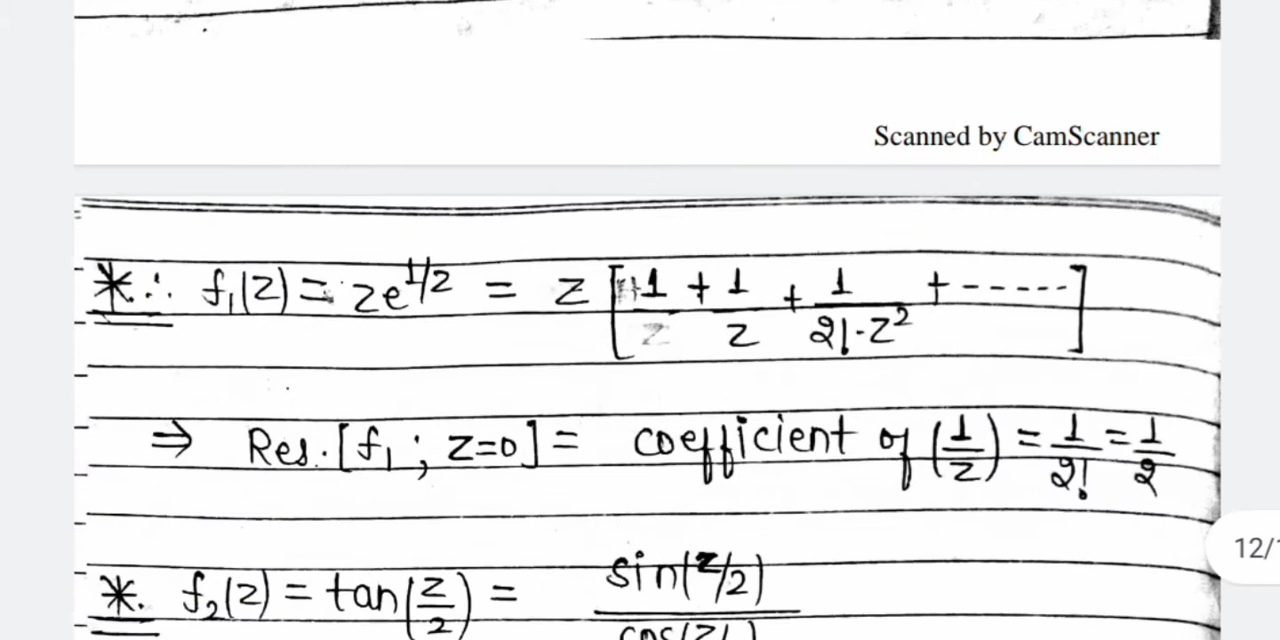 Scanned by CamScanner
*∴ f₁(z) = ze^{1/z} = z [1 + 1/z + 1/(2!·z²) + ------]
⇒ Res.[f₁ ; z=0] = coefficient of (1/z) = 1/2! = 1/2
12/1
*. f₂(z) = tan(z/2) = sin(z/2)